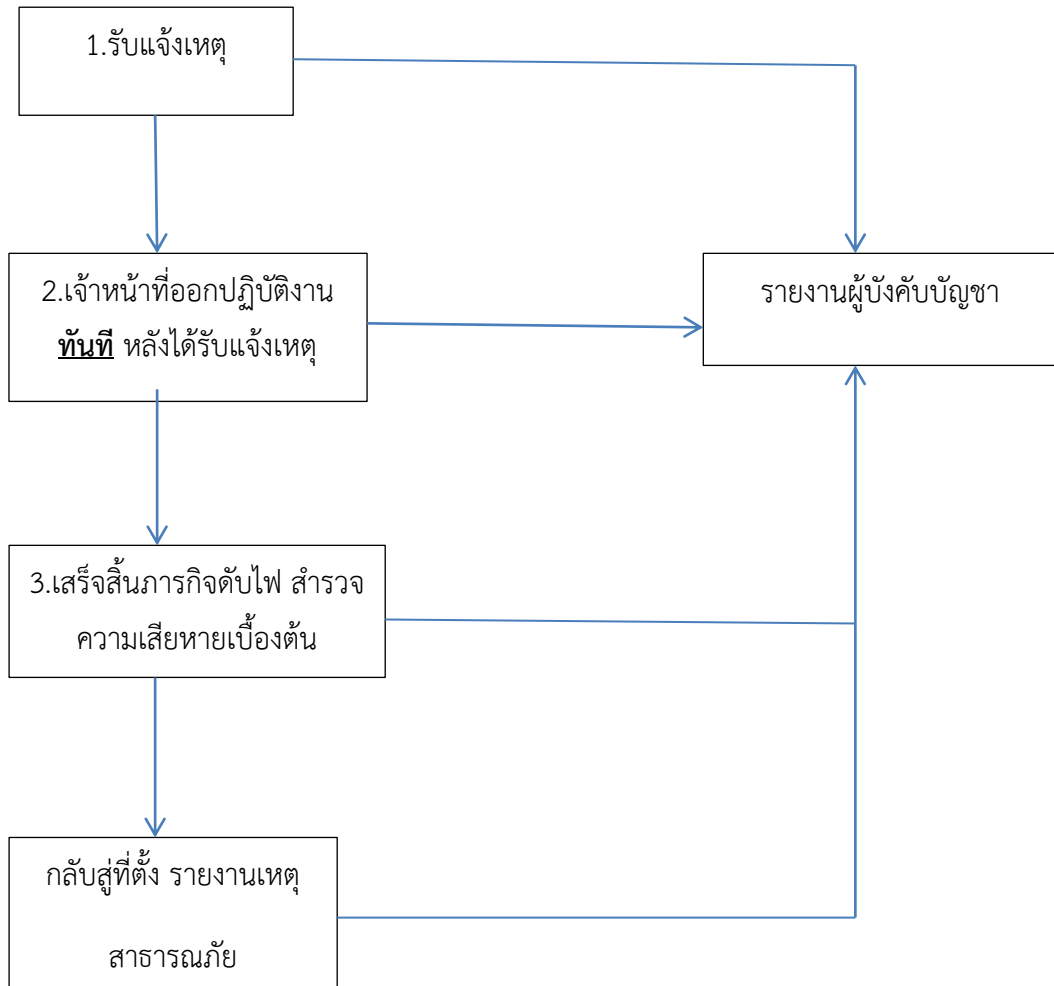 1.รับแจ้งเหตุ
2.เจ้าหน้าที่ออกปฏิบัติงาน
ทันที หลังได้รับแจ้งเหตุ
รายงานผู้บังคับบัญชา
3.เสร็จสิ้นภารกิจดับไฟ สำรวจ
ความเสียหายเบื้องต้น
กลับสู่ที่ตั้ง รายงานเหตุ
สาธารณภัย